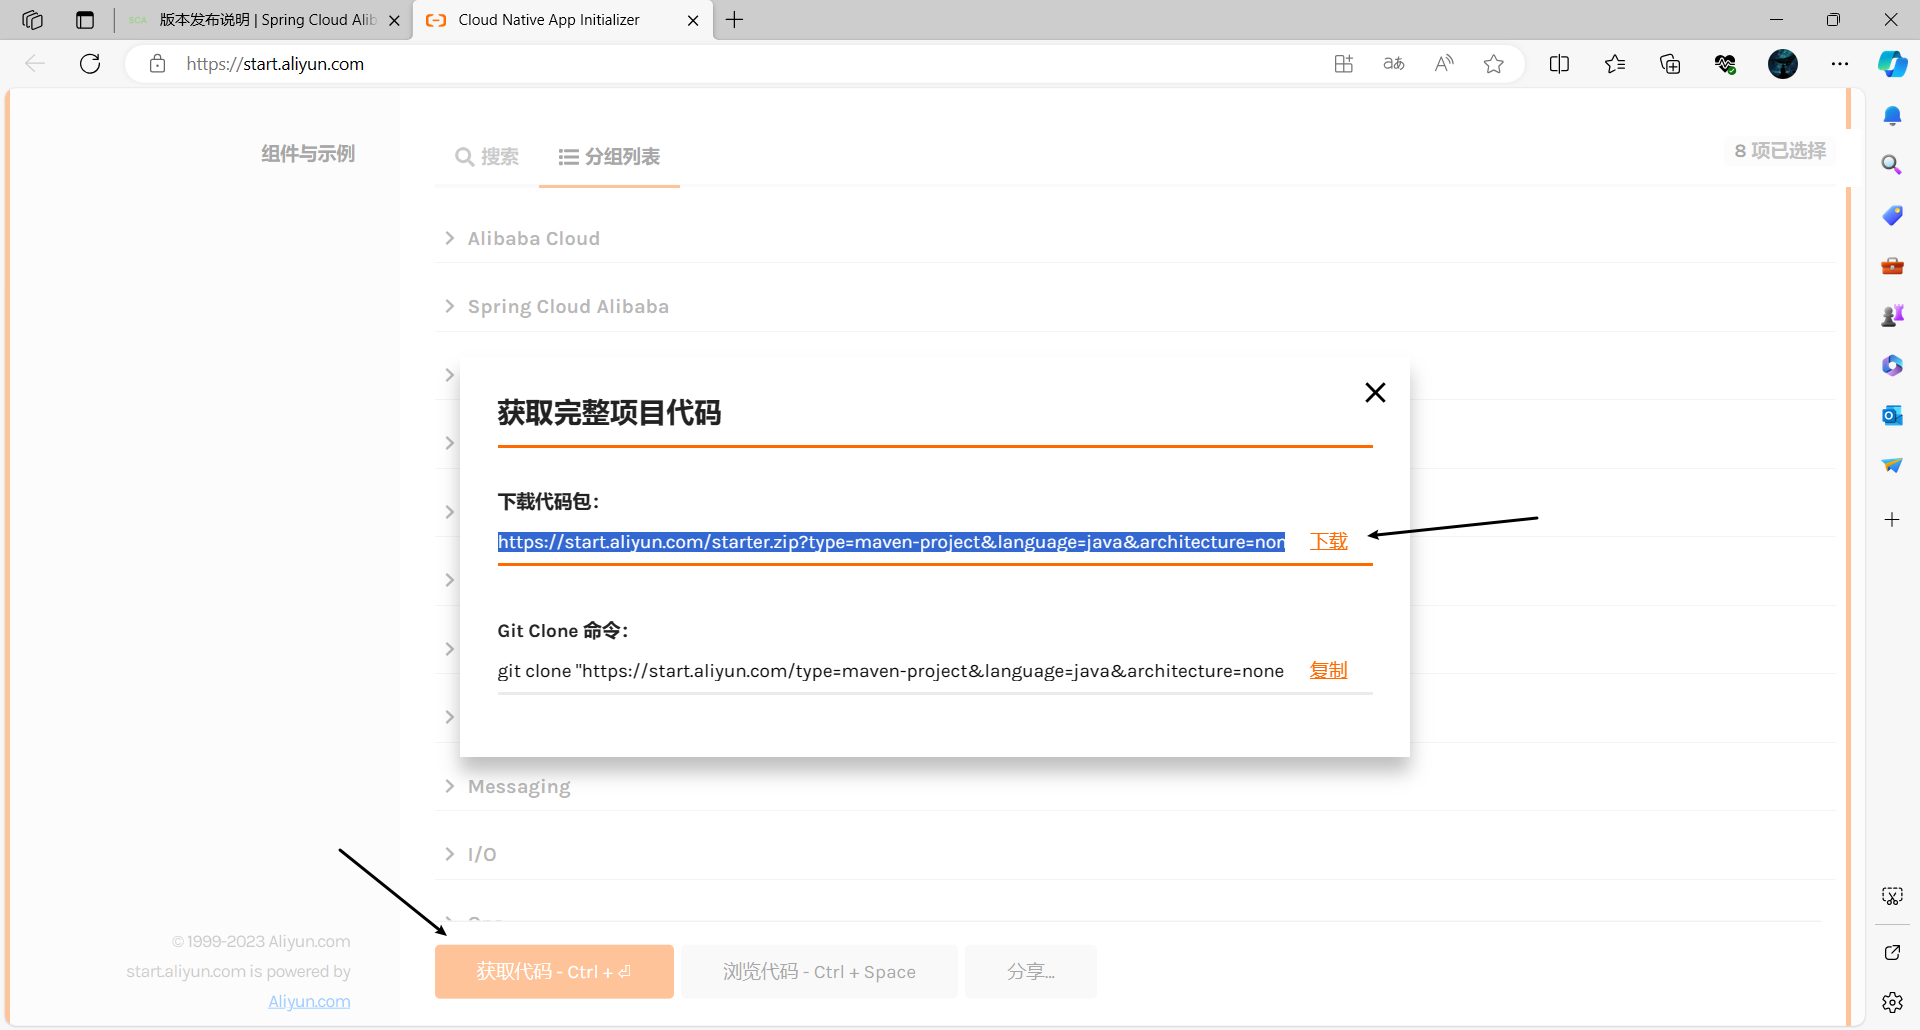 SCA 版本发布说明 | Spring Cloud Alib
Cloud Native App Initializer
https://start.aliyun.com
组件与示例
搜索
分组列表
8 项已选择
Alibaba Cloud
Spring Cloud Alibaba
获取完整项目代码
下载代码包:
https://start.aliyun.com/starter.zip?type=maven-project&language=java&architecture=non
下载
Git Clone 命令:
git clone "https://start.aliyun.com/type=maven-project&language=java&architecture=none
复制
Messaging
I/O
© 1999-2023 Aliyun.com
start.aliyun.com is powered by
Aliyun.com
获取代码 - Ctrl + ⏎
浏览代码 - Ctrl + Space
分享...